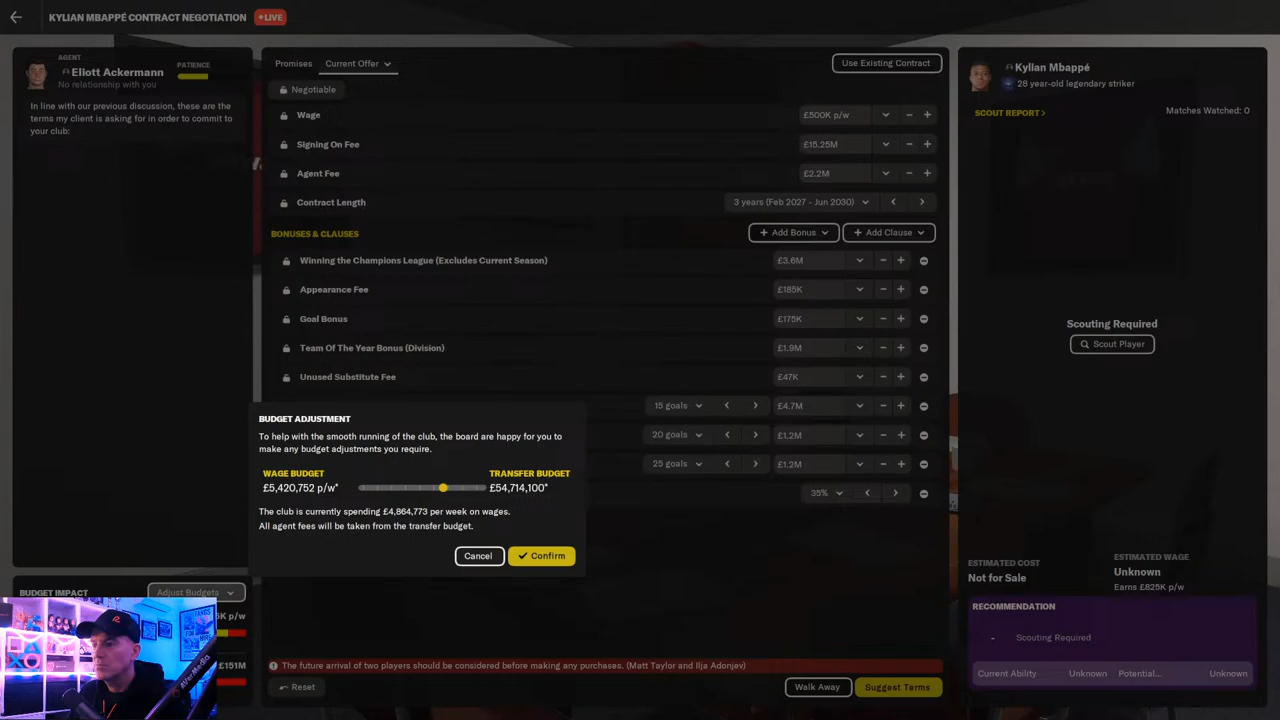 KYLIAN MBAPPÉ CONTRACT NEGOTIATION
LIVE
AGENT
Eliott Ackermann
No relationship with you
PATIENCE
In line with our previous discussion, these are the
terms my client is asking for in order to commit to
your club:
Promises
Current Offer
Use Existing Contract
Negotiable
Wage
£500K p/w
Signing On Fee
£15.25M
Agent Fee
£2.2M
Contract Length
3 years (Feb 2027 - Jun 2030)
BONUSES & CLAUSES
+ Add Bonus
+ Add Clause
Winning the Champions League (Excludes Current Season)
£3.6M
Appearance Fee
£185K
Goal Bonus
£175K
Team Of The Year Bonus (Division)
£1.9M
Unused Substitute Fee
£47K
15 goals
£4.7M
20 goals
£1.2M
25 goals
£1.2M
35%
BUDGET ADJUSTMENT
To help with the smooth running of the club, the board are happy for you to
make any budget adjustments you require.
WAGE BUDGET
£5,420,752 p/w*
TRANSFER BUDGET
£54,714,100*
The club is currently spending £4,864,773 per week on wages.
All agent fees will be taken from the transfer budget.
Cancel
Confirm
BUDGET IMPACT
Adjust Budgets
K p/w
£151M
The future arrival of two players should be considered before making any purchases. (Matt Taylor and Ilja Adonjev)
Reset
Walk Away
Suggest Terms
Kylian Mbappé
28 year-old legendary striker
SCOUT REPORT >
Matches Watched: 0
Scouting Required
Scout Player
ESTIMATED COST
Not for Sale
ESTIMATED WAGE
Unknown
Earns £825K p/w
RECOMMENDATION
- Scouting Required
Current Ability
Unknown
Potential...
Unknown